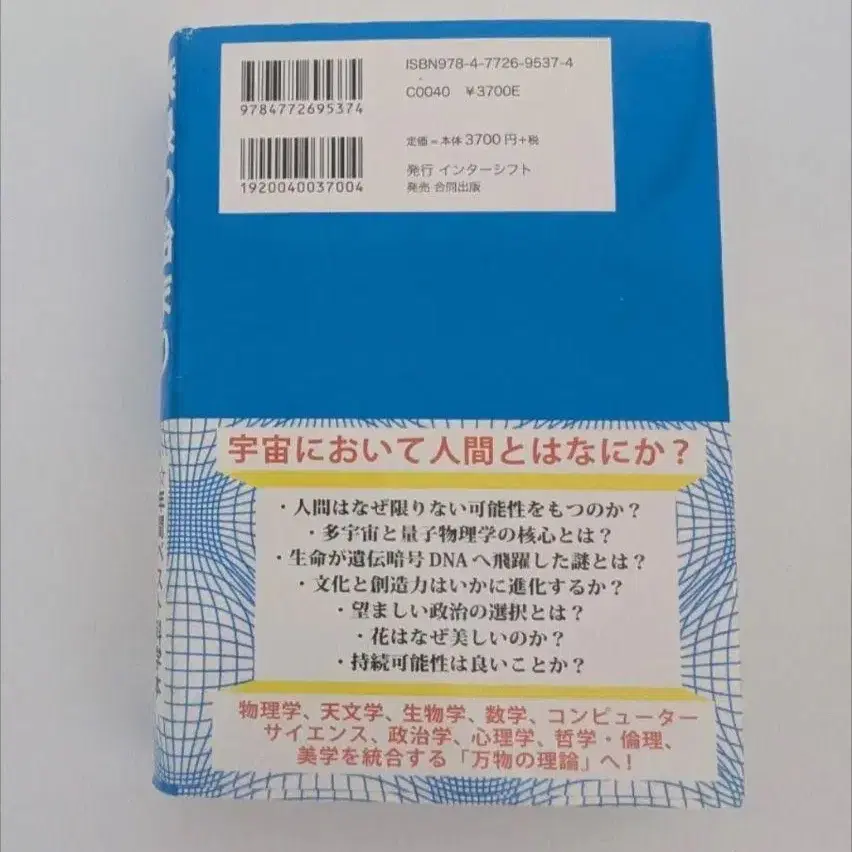 ISBN978-4-7726-9537-4
C0040 ¥3700E
9784772695374
定価=本体3700円+税
1920040037004
発行 インターシフト
発売 合同出版
宇宙において人間とはなにか?
・人間はなぜ限りない可能性をもつのか?
・多宇宙と量子物理学の核心とは?
・生命が遺伝暗号DNAへ飛躍した謎とは?
・文化と創造力はいかに進化するか?
・望ましい政治の選択とは?
・花はなぜ美しいのか?
・持続可能性は良いことか?
物理学、天文学、生物学、数学、コンピューター
サイエンス、政治学、心理学、哲学・倫理、
美学を統合する「万物の理論」へ!